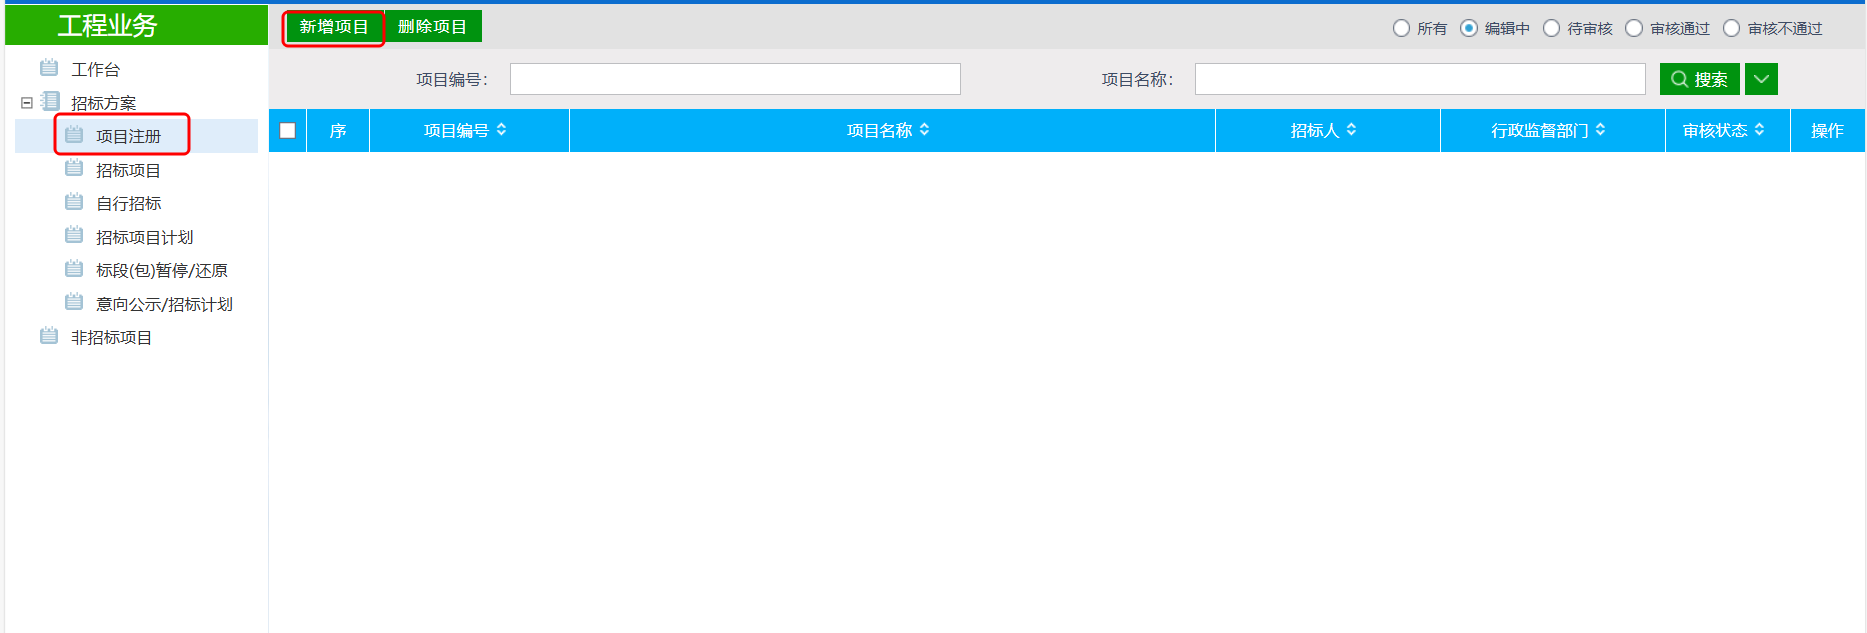 工程业务
新增项目 删除项目 所有 编辑中 待审核 审核通过 审核不通过
工作台
招标方案
项目注册
招标项目
自行招标
招标项目计划
标段(包)暂停/还原
意向公示/招标计划
非招标项目
项目编号： 项目名称： 搜索
序 项目编号 项目名称 招标人 行政监督部门 审核状态 操作